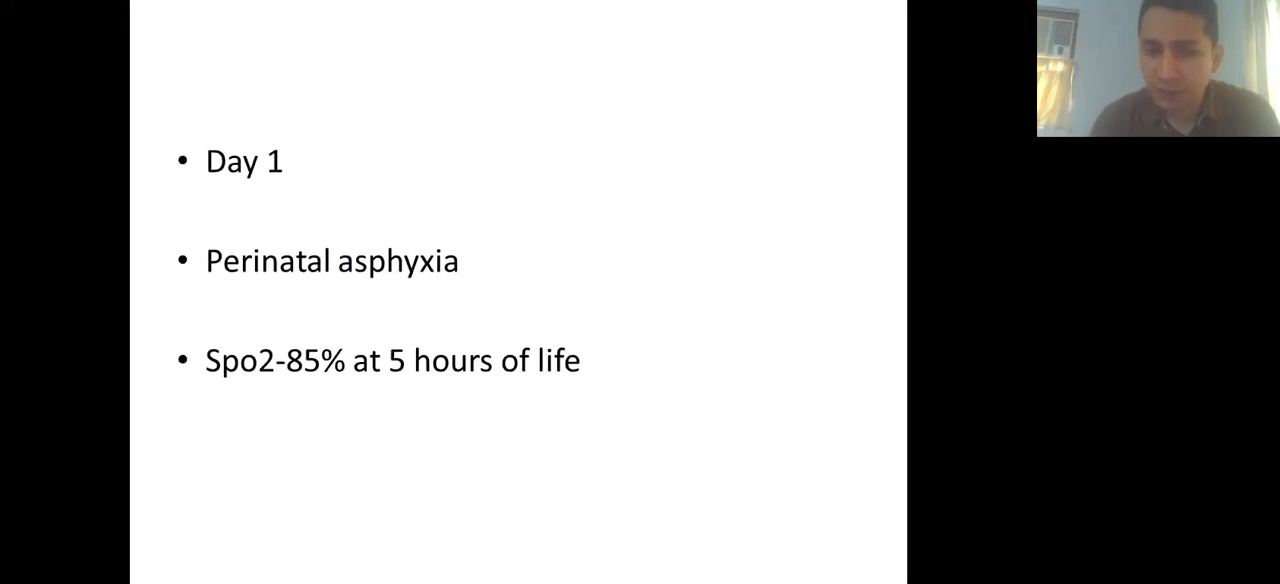 • Day 1
• Perinatal asphyxia
• Spo2-85% at 5 hours of life